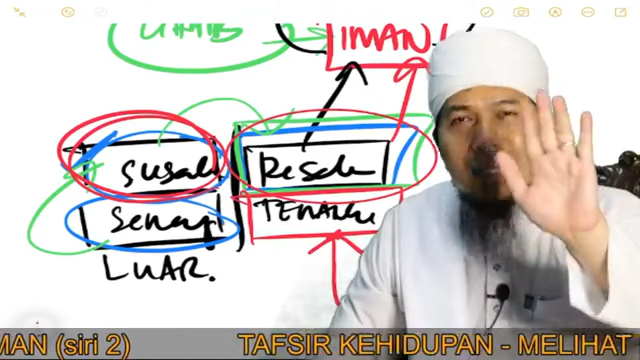 IMAN
susah Resah
Senang TENANG
LUAR.
MAN (siri 2) TAFSIR KEHIDUPAN - MELIHAT